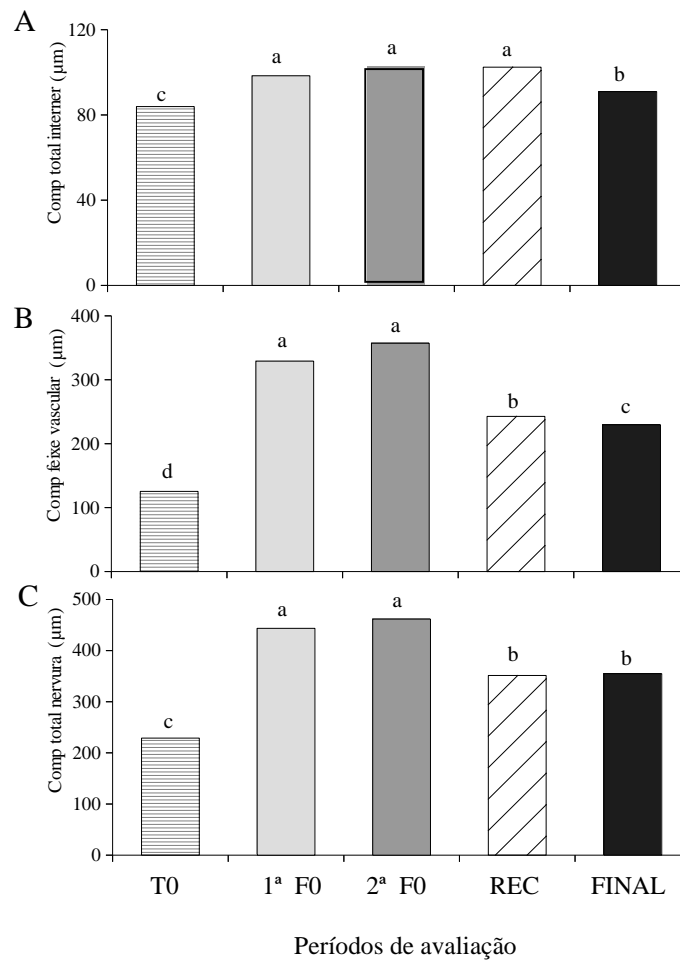 A
Comp total interner (µm)
120
80
40
0
c
a
a
a
b
B
Comp feixe vascular (µm)
400
300
200
100
0
d
a
a
b
c
C
Comp total nervura (µm)
500
400
300
200
100
0
c
a
a
b
b
T0 1ª F0 2ª F0 REC FINAL
Períodos de avaliação